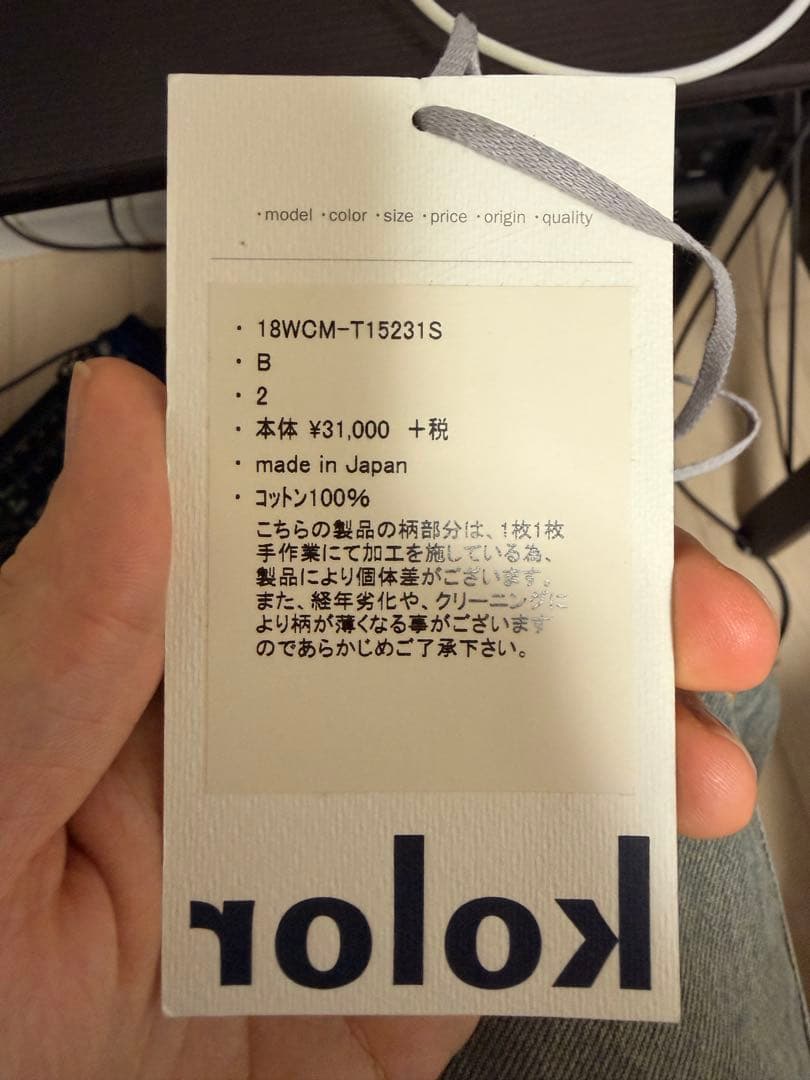 ·model ·color ·size ·price ·origin ·quality
・ 18WCM-T15231S
・ B
・ 2
・ 本体 ¥31,000 +税
・ made in Japan
・ コットン100%
こちらの製品の柄部分は、1枚1枚
手作業にて加工を施している為、
製品により個体差がございます。
また、経年劣化や、クリーニングに
より柄が薄くなる事がございます
のであらかじめご了承下さい。
kolor